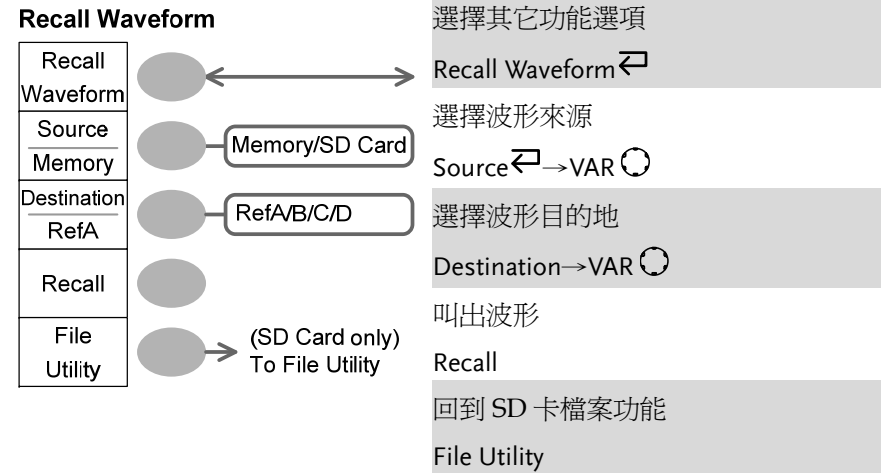 Recall Waveform
Recall
Waveform
Source
Memory
Memory/SD Card
Destination
RefA
RefA/B/C/D
Recall
File
Utility
(SD Card only)
To File Utility
選擇其它功能選項
Recall Waveform
選擇波形來源
Source→VAR
選擇波形目的地
Destination→VAR
叫出波形
Recall
回到 SD 卡檔案功能
File Utility